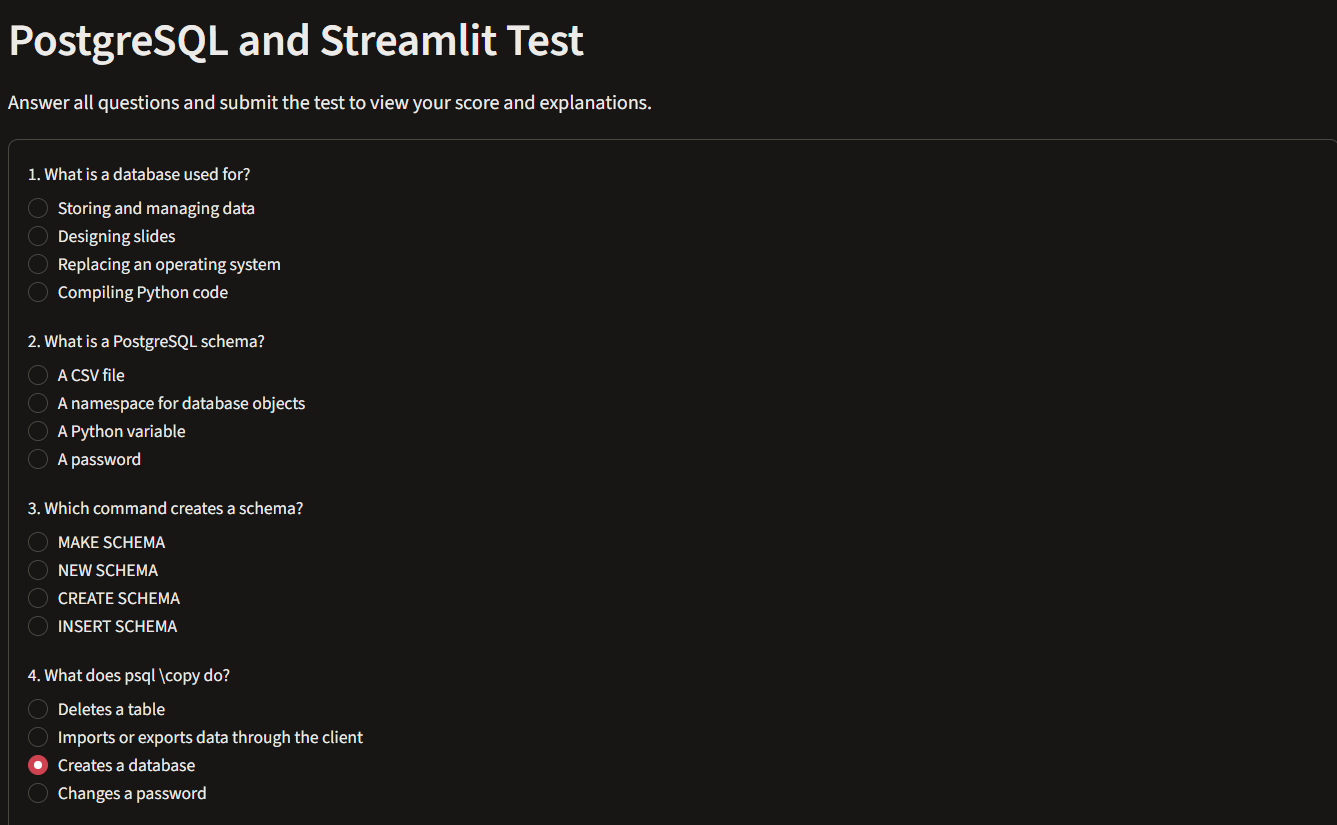 PostgreSQL and Streamlit Test
Answer all questions and submit the test to view your score and explanations.
1. What is a database used for?
Storing and managing data
Designing slides
Replacing an operating system
Compiling Python code
2. What is a PostgreSQL schema?
A CSV file
A namespace for database objects
A Python variable
A password
3. Which command creates a schema?
MAKE SCHEMA
NEW SCHEMA
CREATE SCHEMA
INSERT SCHEMA
4. What does psql \copy do?
Deletes a table
Imports or exports data through the client
Creates a database
Changes a password